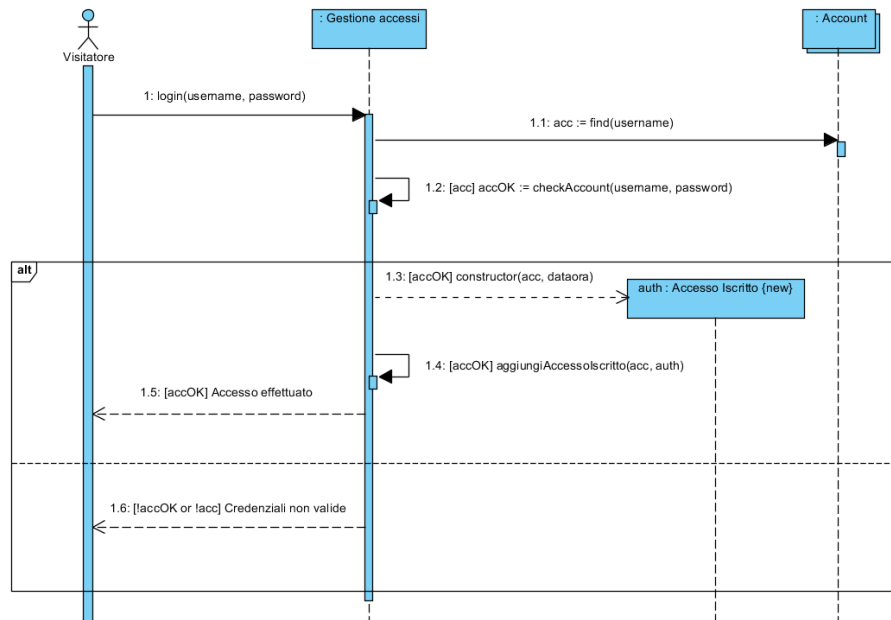 : Gestione accessi
: Account
Visitatore
1: login(username, password)
1.1: acc := find(username)
1.2: [acc] accOK := checkAccount(username, password)
alt
1.3: [accOK] constructor(acc, dataora)
auth : Accesso Iscritto {new}
1.4: [accOK] aggiungiAccessoIscritto(acc, auth)
1.5: [accOK] Accesso effettuato
1.6: [!accOK or !acc] Credenziali non valide